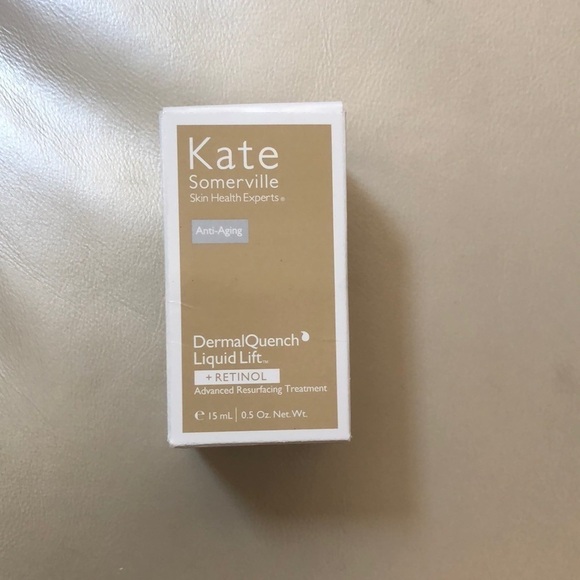 Kate
Somerville
Skin Health Experts®
Anti-Aging
DermalQuench
Liquid Lift™
+ RETINOL
Advanced Resurfacing Treatment
℮ 15 mL | 0.5 Oz. Net. Wt.